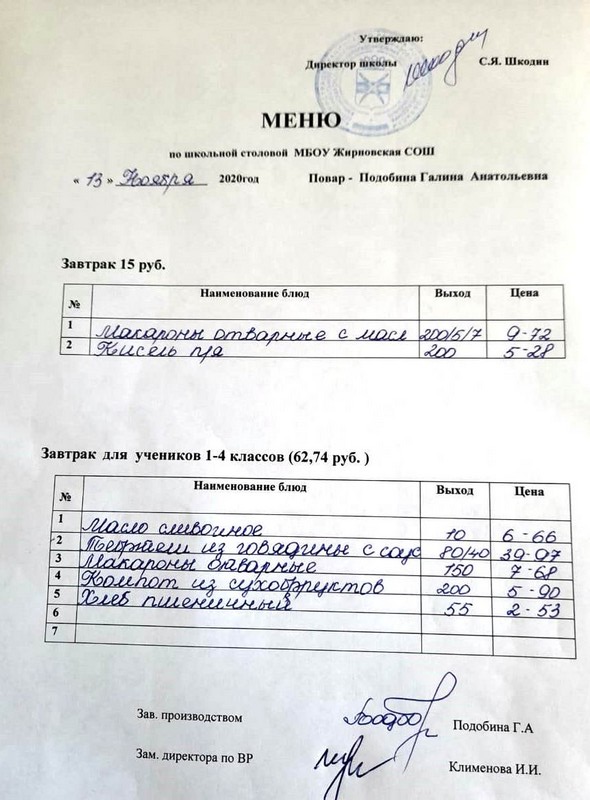 Утверждаю:
Директор школы С.Я. Шкодин
МЕНЮ
по школьной столовой МБОУ Жирновская СОШ
« 13 » Ноября 2020год Повар - Подобина Галина Анатольевна
Завтрак 15 руб.
№ Наименование блюд Выход Цена
1 Макароны отварные с масл 200/5/7 9-72
2 Кисель п/я 200 5-28
Завтрак для учеников 1-4 классов (62,74 руб. )
№ Наименование блюд Выход Цена
1 Масло сливочное 10 6-66
2 из говядины с соус 80/40 39-97
3 Макароны отварные 150 7-68
4 Компот из сухофруктов 200 5-90
5 Хлеб пшеничный 55 2-53
6
7
Зав. производством Подобина Г.А
Зам. директора по ВР Клименова И.И.